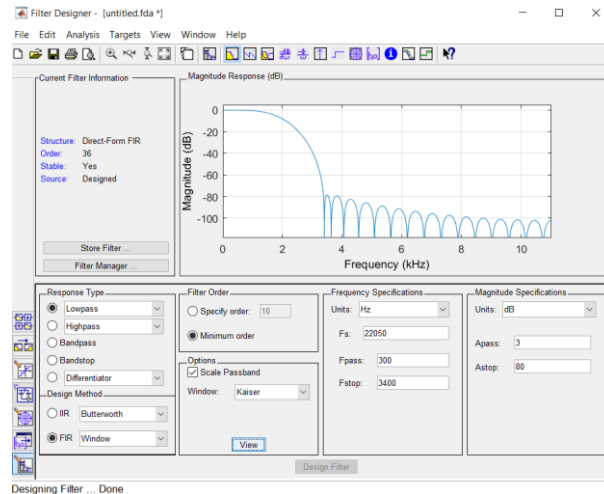 Filter Designer - [untitled.fda *]
File Edit Analysis Targets View Window Help
Current Filter Information
Structure: Direct-Form FIR
Order: 36
Stable: Yes
Source: Designed
Store Filter ...
Filter Manager ...
Magnitude Response (dB)
0
-20
-40
-60
-80
-100
Magnitude (dB)
0 2 4 6 8 10
Frequency (kHz)
Response Type
Lowpass
Highpass
Bandpass
Bandstop
Differentiator
Design Method
IIR Butterworth
FIR Window
Filter Order
Specify order: 10
Minimum order
Options
Scale Passband
Window: Kaiser
View
Frequency Specifications
Units: Hz
Fs: 22050
Fpass: 300
Fstop: 3400
Magnitude Specifications
Units: dB
Apass: 3
Astop: 80
Design Filter
Designing Filter ... Done